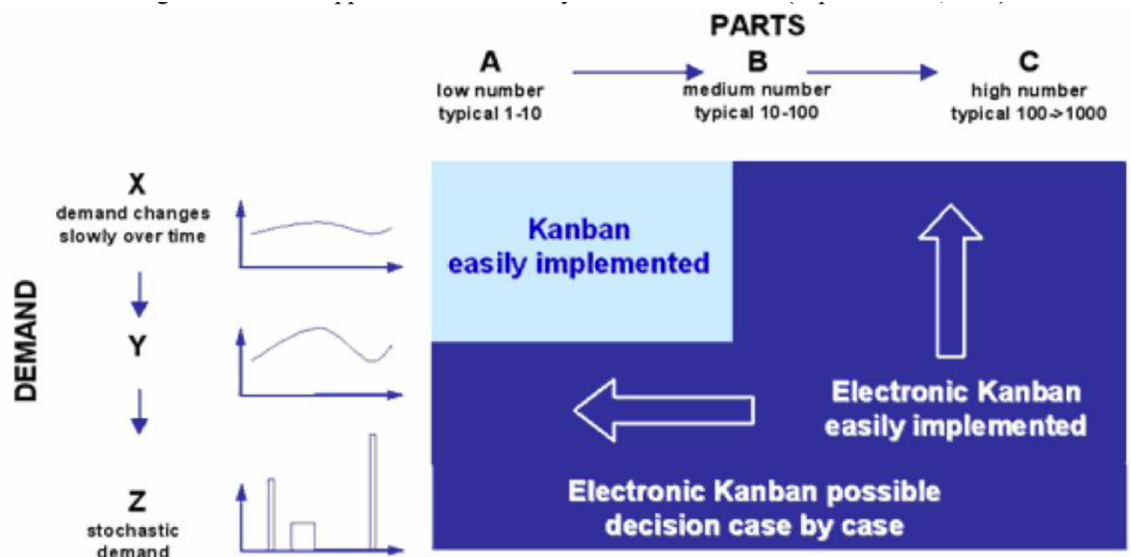 PARTS
A
low number
typical 1-10
B
medium number
typical 10-100
C
high number
typical 100->1000
DEMAND
X
demand changes
slowly over time
Y
Z
stochastic
demand
Kanban
easily implemented
Electronic Kanban
easily implemented
Electronic Kanban possible
decision case by case